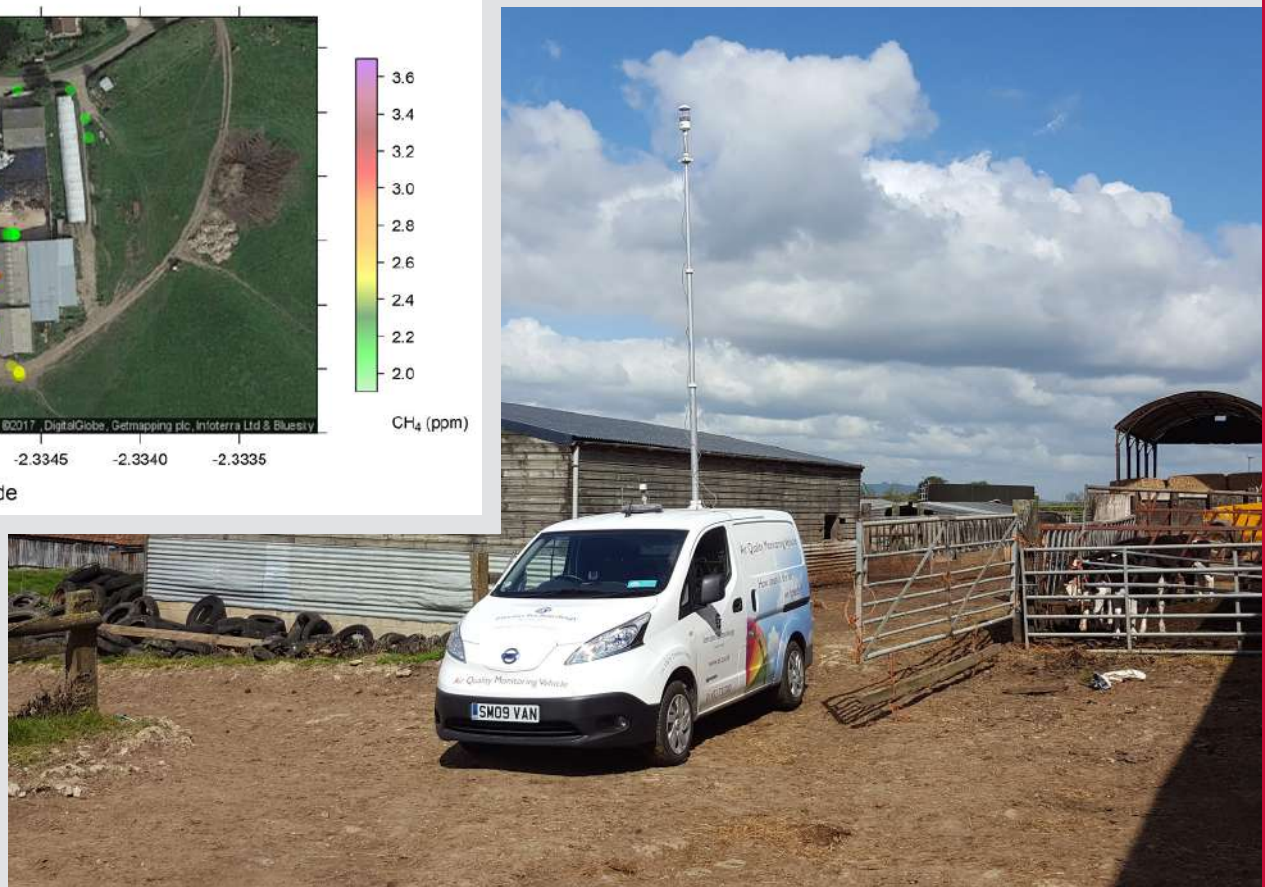 3.6
3.4
3.2
3.0
2.8
2.6
2.4
2.2
2.0
CH₄ (ppm)
©2017 ,DigitalGlobe, Getmapping plc, Infoterra Ltd & Bluesky
-2.3345
-2.3340
-2.3335
de
Air Quality Monitoring Vehicle
How
Air Quality Monitoring Vehicle
SM09 VAN